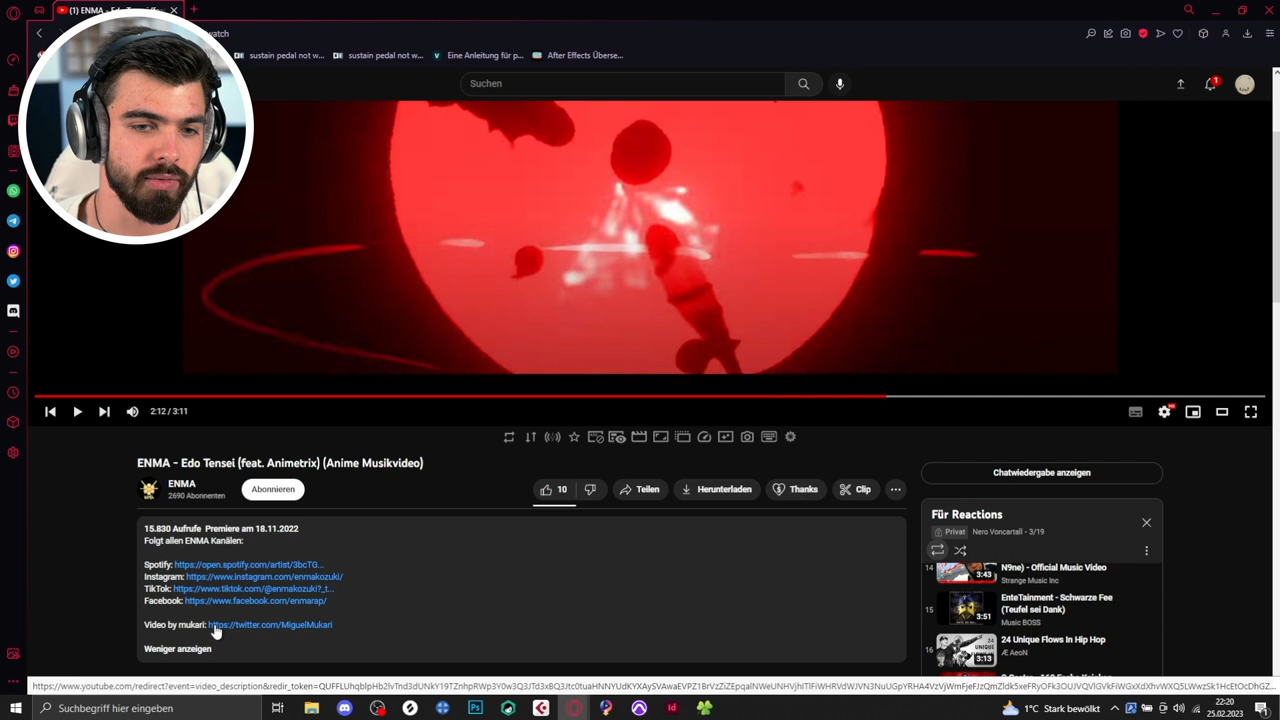 (1) ENMA - Edo Tensei (fe...
watch
sustain pedal not w...
sustain pedal not w...
Eine Anleitung für p...
After Effects Überse...
Suchen
1
2:12 / 3:11
ENMA - Edo Tensei (feat. Animetrix) (Anime Musikvideo)
ENMA
2690 Abonnenten
Abonnieren
10
Teilen
Herunterladen
Thanks
Clip
15.830 Aufrufe Premiere am 18.11.2022
Folgt allen ENMA Kanälen:
Spotify: https://open.spotify.com/artist/3bcTG...
Instagram: https://www.instagram.com/enmakozuki/
TikTok: https://www.tiktok.com/@enmakozuki?_t...
Facebook: https://www.facebook.com/enmarap/
Video by mukari: https://twitter.com/MiguelMukari
Weniger anzeigen
Chatwiedergabe anzeigen
Für Reactions
Privat Nero Voncartall - 3/19
14
3:43
N9ne) - Official Music Video
Strange Music Inc
15
3:51
EnteTainment - Schwarze Fee
(Teufel sei Dank)
Music BOSS
16
3:13
24 Unique Flows In Hip Hop
Æ AeoN
Suchbegriff hier eingeben
1°C Stark bewölkt
22:20
25.02.2023